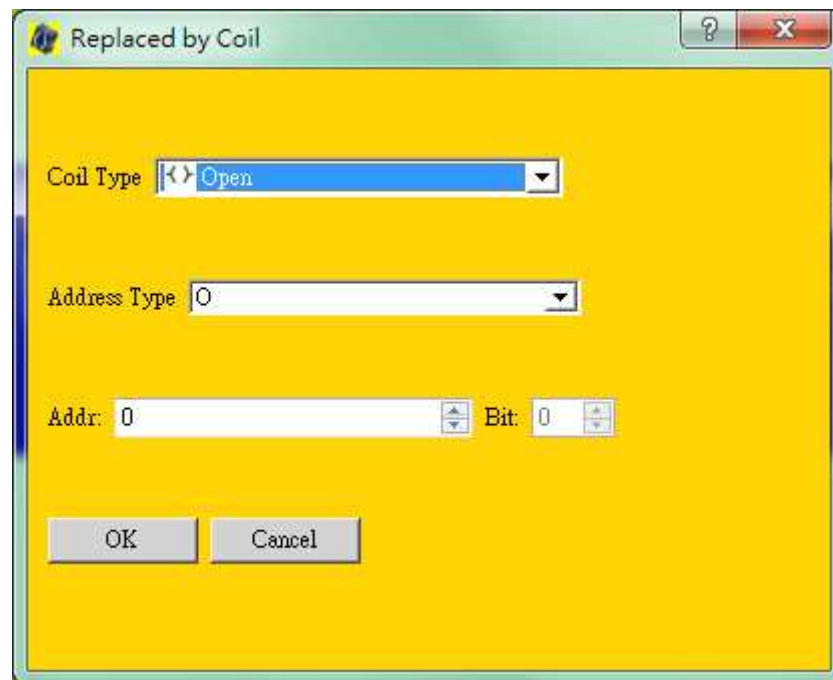 Replaced by Coil
Coil Type Open
Address Type O
Addr: 0 Bit: 0
OK Cancel